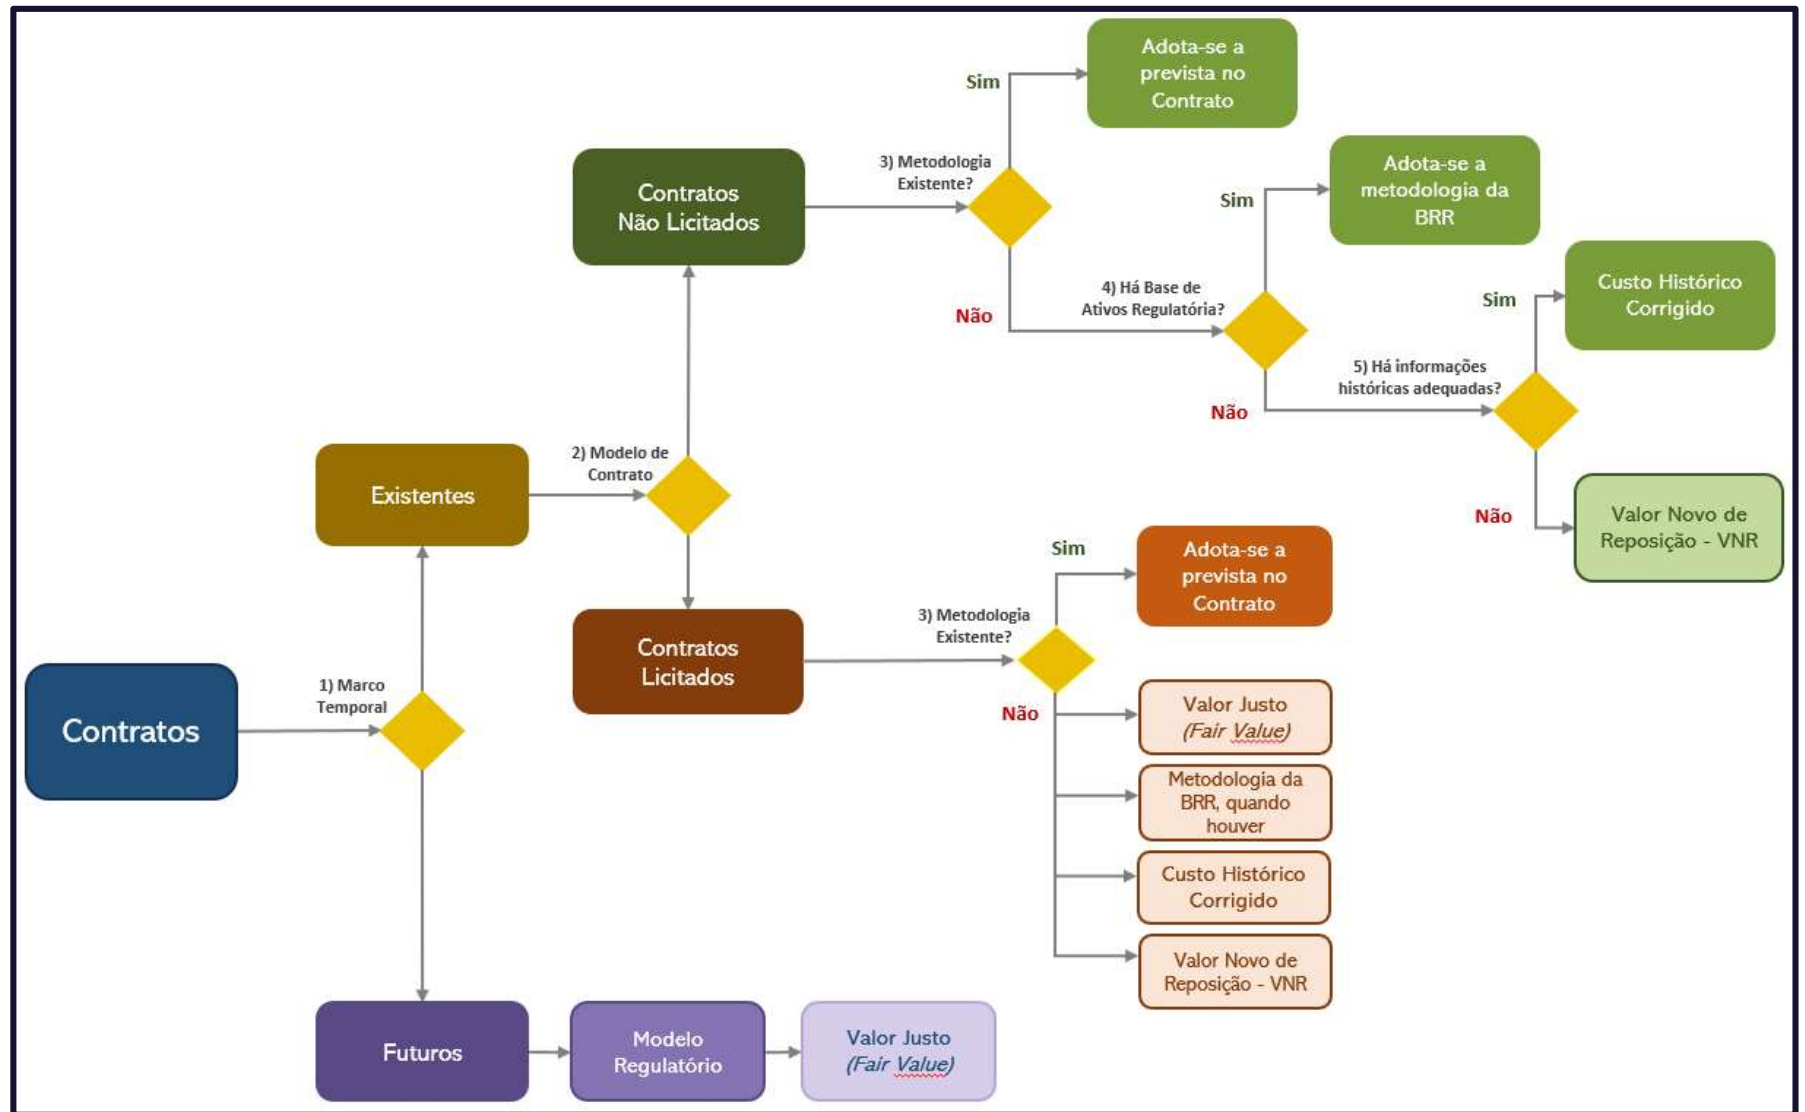 Contratos
1) Marco
Temporal
Existentes
2) Modelo de
Contrato
Contratos
Não Licitados
3) Metodologia
Existente?
Sim
Adota-se a
prevista no
Contrato
Não
4) Há Base de
Ativos Regulatória?
Sim
Adota-se a
metodologia da
BRR
Não
5) Há informações
históricas adequadas?
Sim
Custo Histórico
Corrigido
Não
Valor Novo de
Reposição - VNR
Contratos
Licitados
3) Metodologia
Existente?
Sim
Adota-se a
prevista no
Contrato
Não
Valor Justo
(Fair Value)
Metodologia da
BRR, quando
houver
Custo Histórico
Corrigido
Valor Novo de
Reposição - VNR
Futuros
Modelo
Regulatório
Valor Justo
(Fair Value)